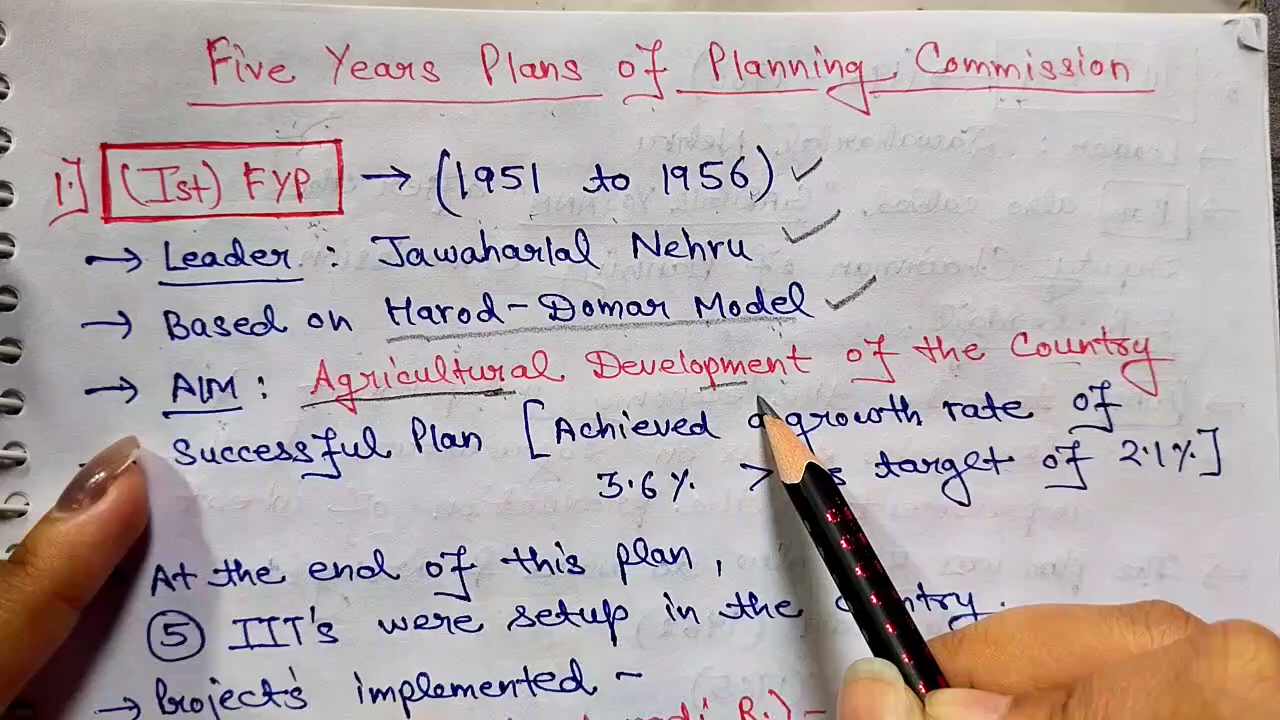 Five Years Plans of Planning Commission
1.] (Ist) FYP → (1951 to 1956) ✓
→ Leader : Jawaharlal Nehru ✓
→ Based on Harod-Domar Model ✓
→ AIM : Agricultural Development of the Country
Successful Plan [Achieved a growth rate of
3.6%. > target of 2.1%.]
At the end of this plan,
⑤ IIT's were setup in the
→ Projects implemented -